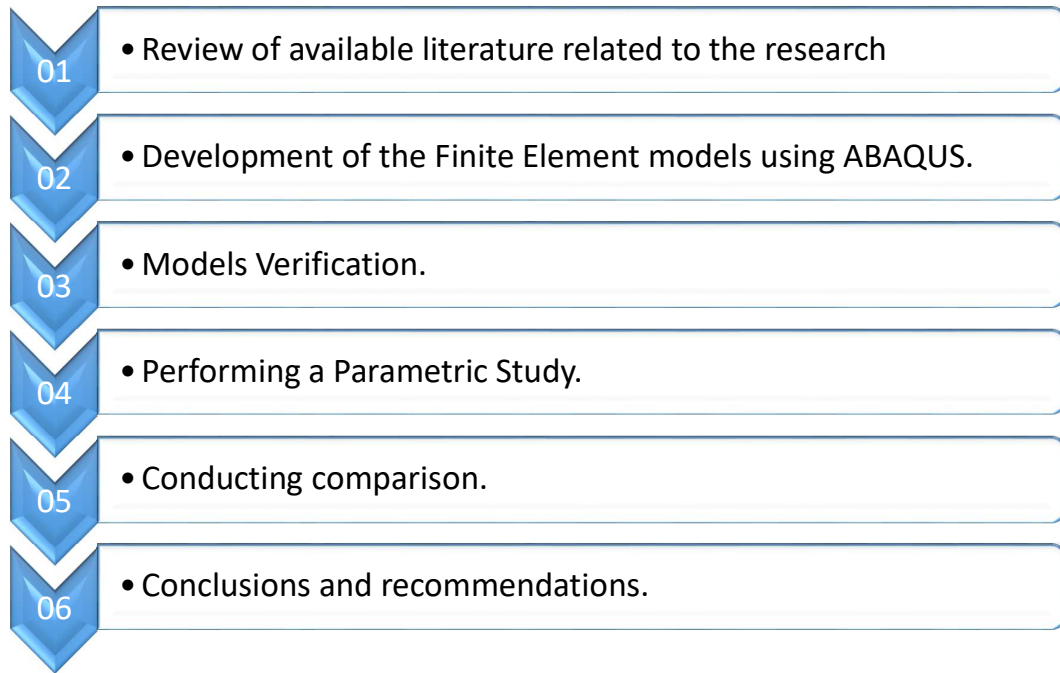 01
• Review of available literature related to the research
02
• Development of the Finite Element models using ABAQUS.
03
• Models Verification.
04
• Performing a Parametric Study.
05
• Conducting comparison.
06
• Conclusions and recommendations.